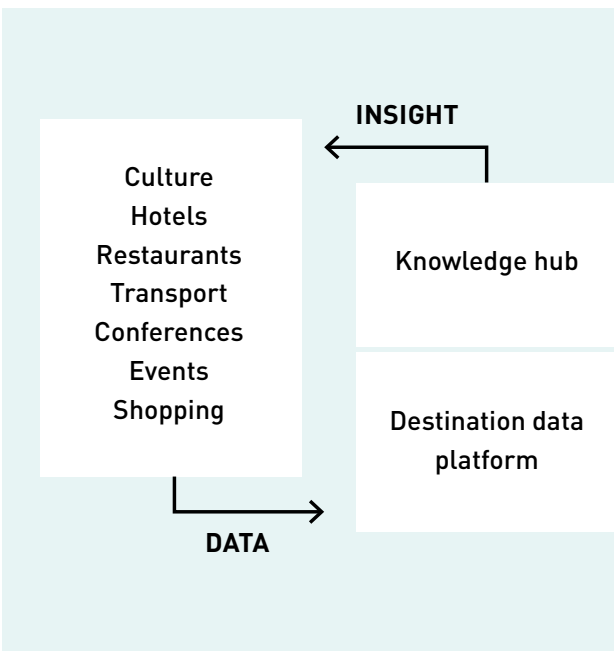 INSIGHT
Culture
Hotels
Restaurants
Transport
Conferences
Events
Shopping
Knowledge hub
Destination data
platform
DATA